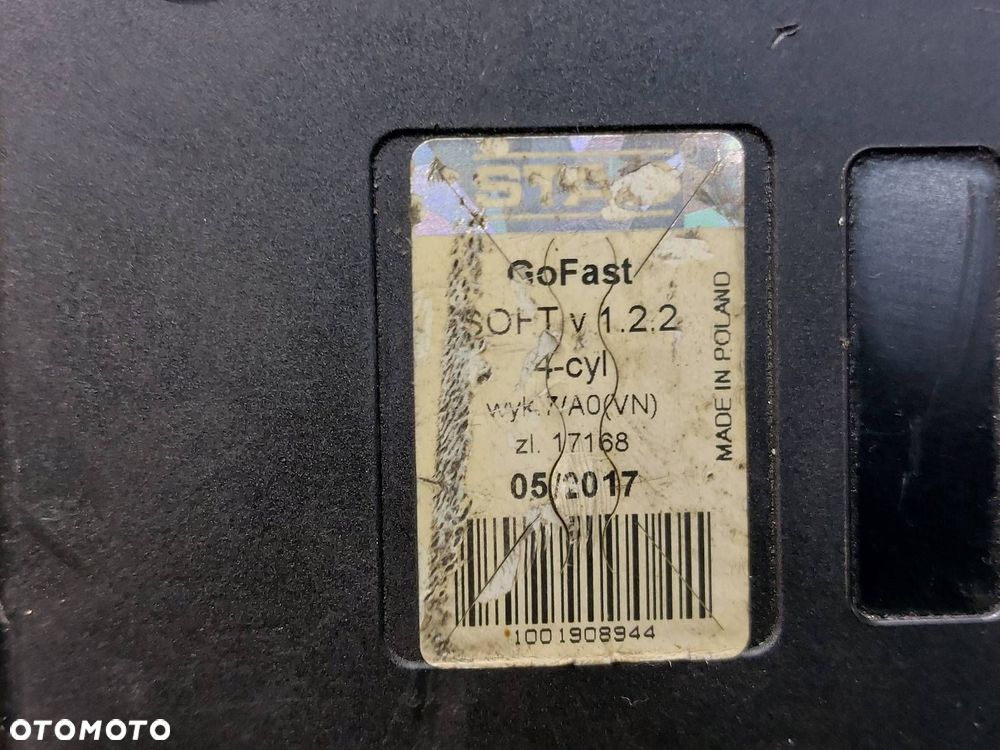 STAG
GoFast
SOFT v 1.2.2
4-cyl
wyk. 7/A0(VN)
zl. 17168
05/2017
1001908944
MADE IN POLAND
OTOMOTO